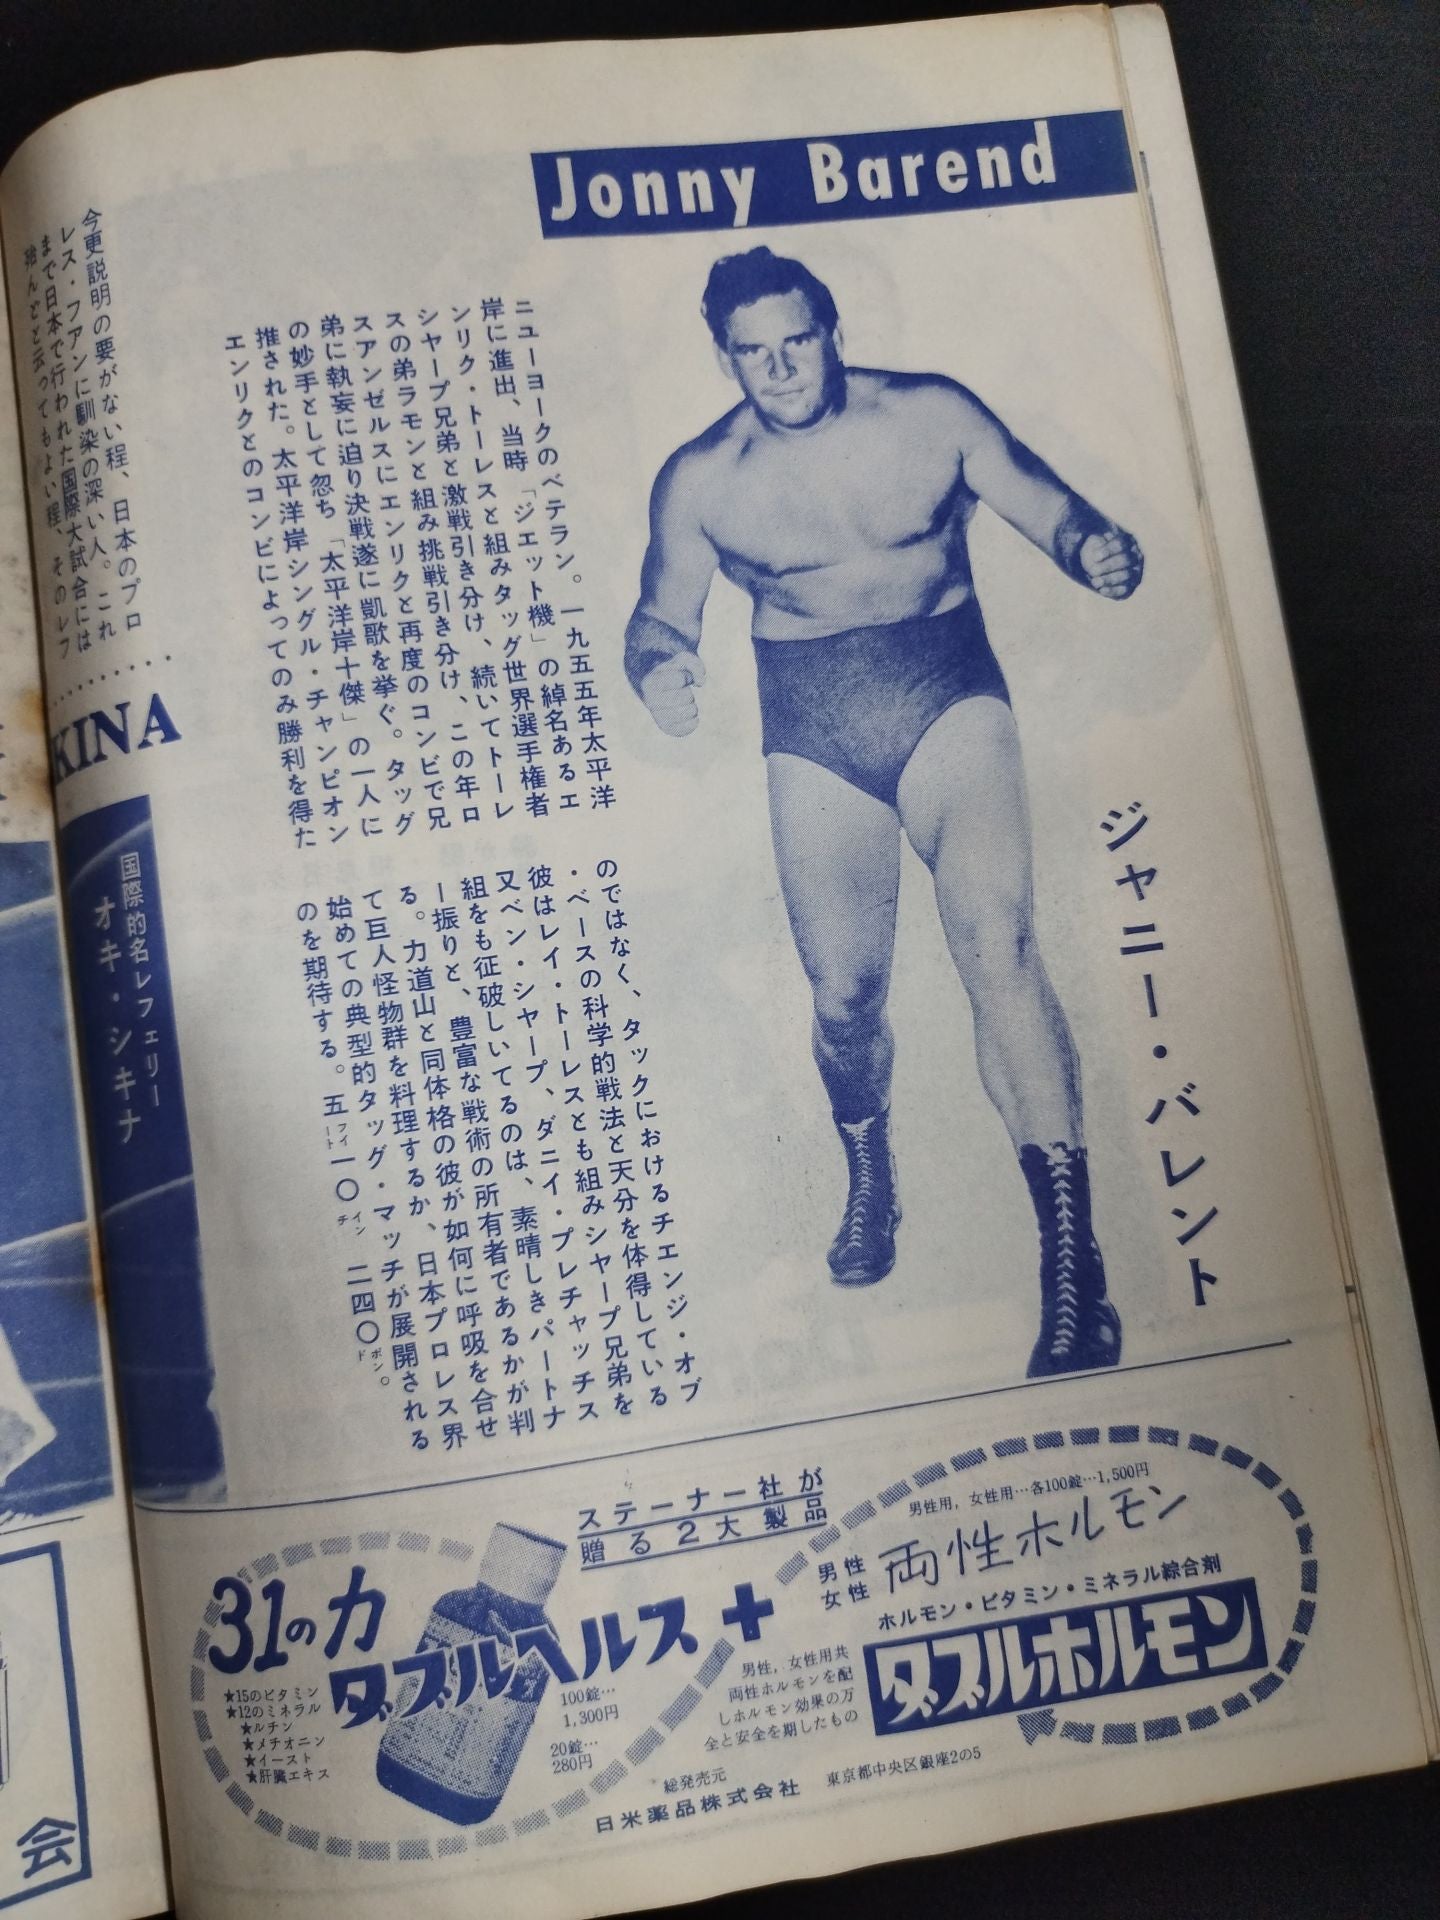 Jonny Barend
ジャニー・バレント
ニューヨークのベテラン。一九五五年太平洋
岸に進出、当時「ジェット機」の綽名あるエ
ンリク・トーレスと組みタッグ世界選手権者
シャープ兄弟と激戦引き分け、続いてトーレ
スの弟ラモンと組み挑戦引き分け、この年ロ
スアンゼルスにエンリクと再度のコンビで兄
弟に執妄に迫り決戦遂に凱歌を挙ぐ。タッグ
の妙手として忽ち「太平洋岸十傑」の一人に
推された。太平洋岸シングル・チャンピオン
エンリクとのコンビによってのみ勝利を得た
のではなく、タックにおけるチエンジ・オブ
・ベースの科学的戦法と天分を体得している
彼はレイ・トーレスとも組みシャープ兄弟を
又ベン・シャープ、ダニイ・プレチャッチス
組をも征破しいてるのは、素晴しきパートナ
ー振りと、豊富な戦術の所有者であるかが判
る。力道山と同体格の彼が如何に呼吸を合せ
て巨人怪物群を料理するか、日本プロレス界
始めての典型的タッグ・マッチが展開される
のを期待する。五フィート一〇インチ 二四〇ポンド。
今更説明の要がない程、日本のプロ
レス・フアンに馴染の深い人。これ
まで日本で行われた国際大試合には
殆んどと云ってもよい程、そのレフ
KINA
国際的名レフェリー
オキ・シキナ
会
ステーナー社が
贈る2大製品
31の力
ダブルヘルス
+
★15のビタミン
★12のミネラル
★ルチン
★メチオニン
★イースト
★肝臓エキス
100錠…
1,300円
20錠…
280円
男性用，女性用…各100錠…1,500円
男性
女性
両性ホルモン
ホルモン・ビタミン・ミネラル綜合剤
ダブルホルモン
男性，女性用共
両性ホルモンを配
しホルモン効果の万
全と安全を期したもの
総発売元
日米薬品株式会社
東京都中央区銀座2の5